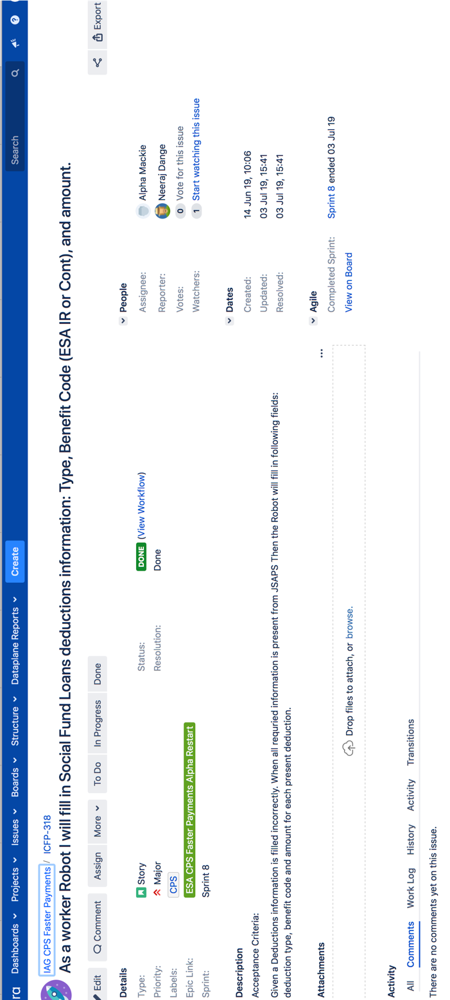 ra Dashboards Projects Issues Boards Structure Dataplane Reports Create Search
IAG CPS Faster Payments / ICFP-318
As a worker Robot I will fill in Social Fund Loans deductions information: Type, Benefit Code (ESA IR or Cont), and amount.
Edit Comment Assign More To Do In Progress Done Export
Details
Type: Story
Priority: Major
Labels: CPS
Epic Link: ESA CPS Faster Payments Alpha Restart
Sprint: Sprint 8
Status: DONE (View Workflow)
Resolution: Done
Description
Acceptance Criteria:
Given a Deductions information is filled incorrectly. When all requried information is present from JSAPS Then the Robot will fill in following fields:
deduction type, benefit code and amount for each present deduction.
Attachments
Drop files to attach, or browse.
Activity
All Comments Work Log History Activity Transitions
There are no comments yet on this issue.
People
Assignee: Alpha Mackie
Reporter: Neeraj Dange
Votes: 0 Vote for this issue
Watchers: 1 Start watching this issue
Dates
Created: 14 Jun 19, 10:06
Updated: 03 Jul 19, 15:41
Resolved: 03 Jul 19, 15:41
Agile
Completed Sprint: Sprint 8 ended 03 Jul 19
View on Board